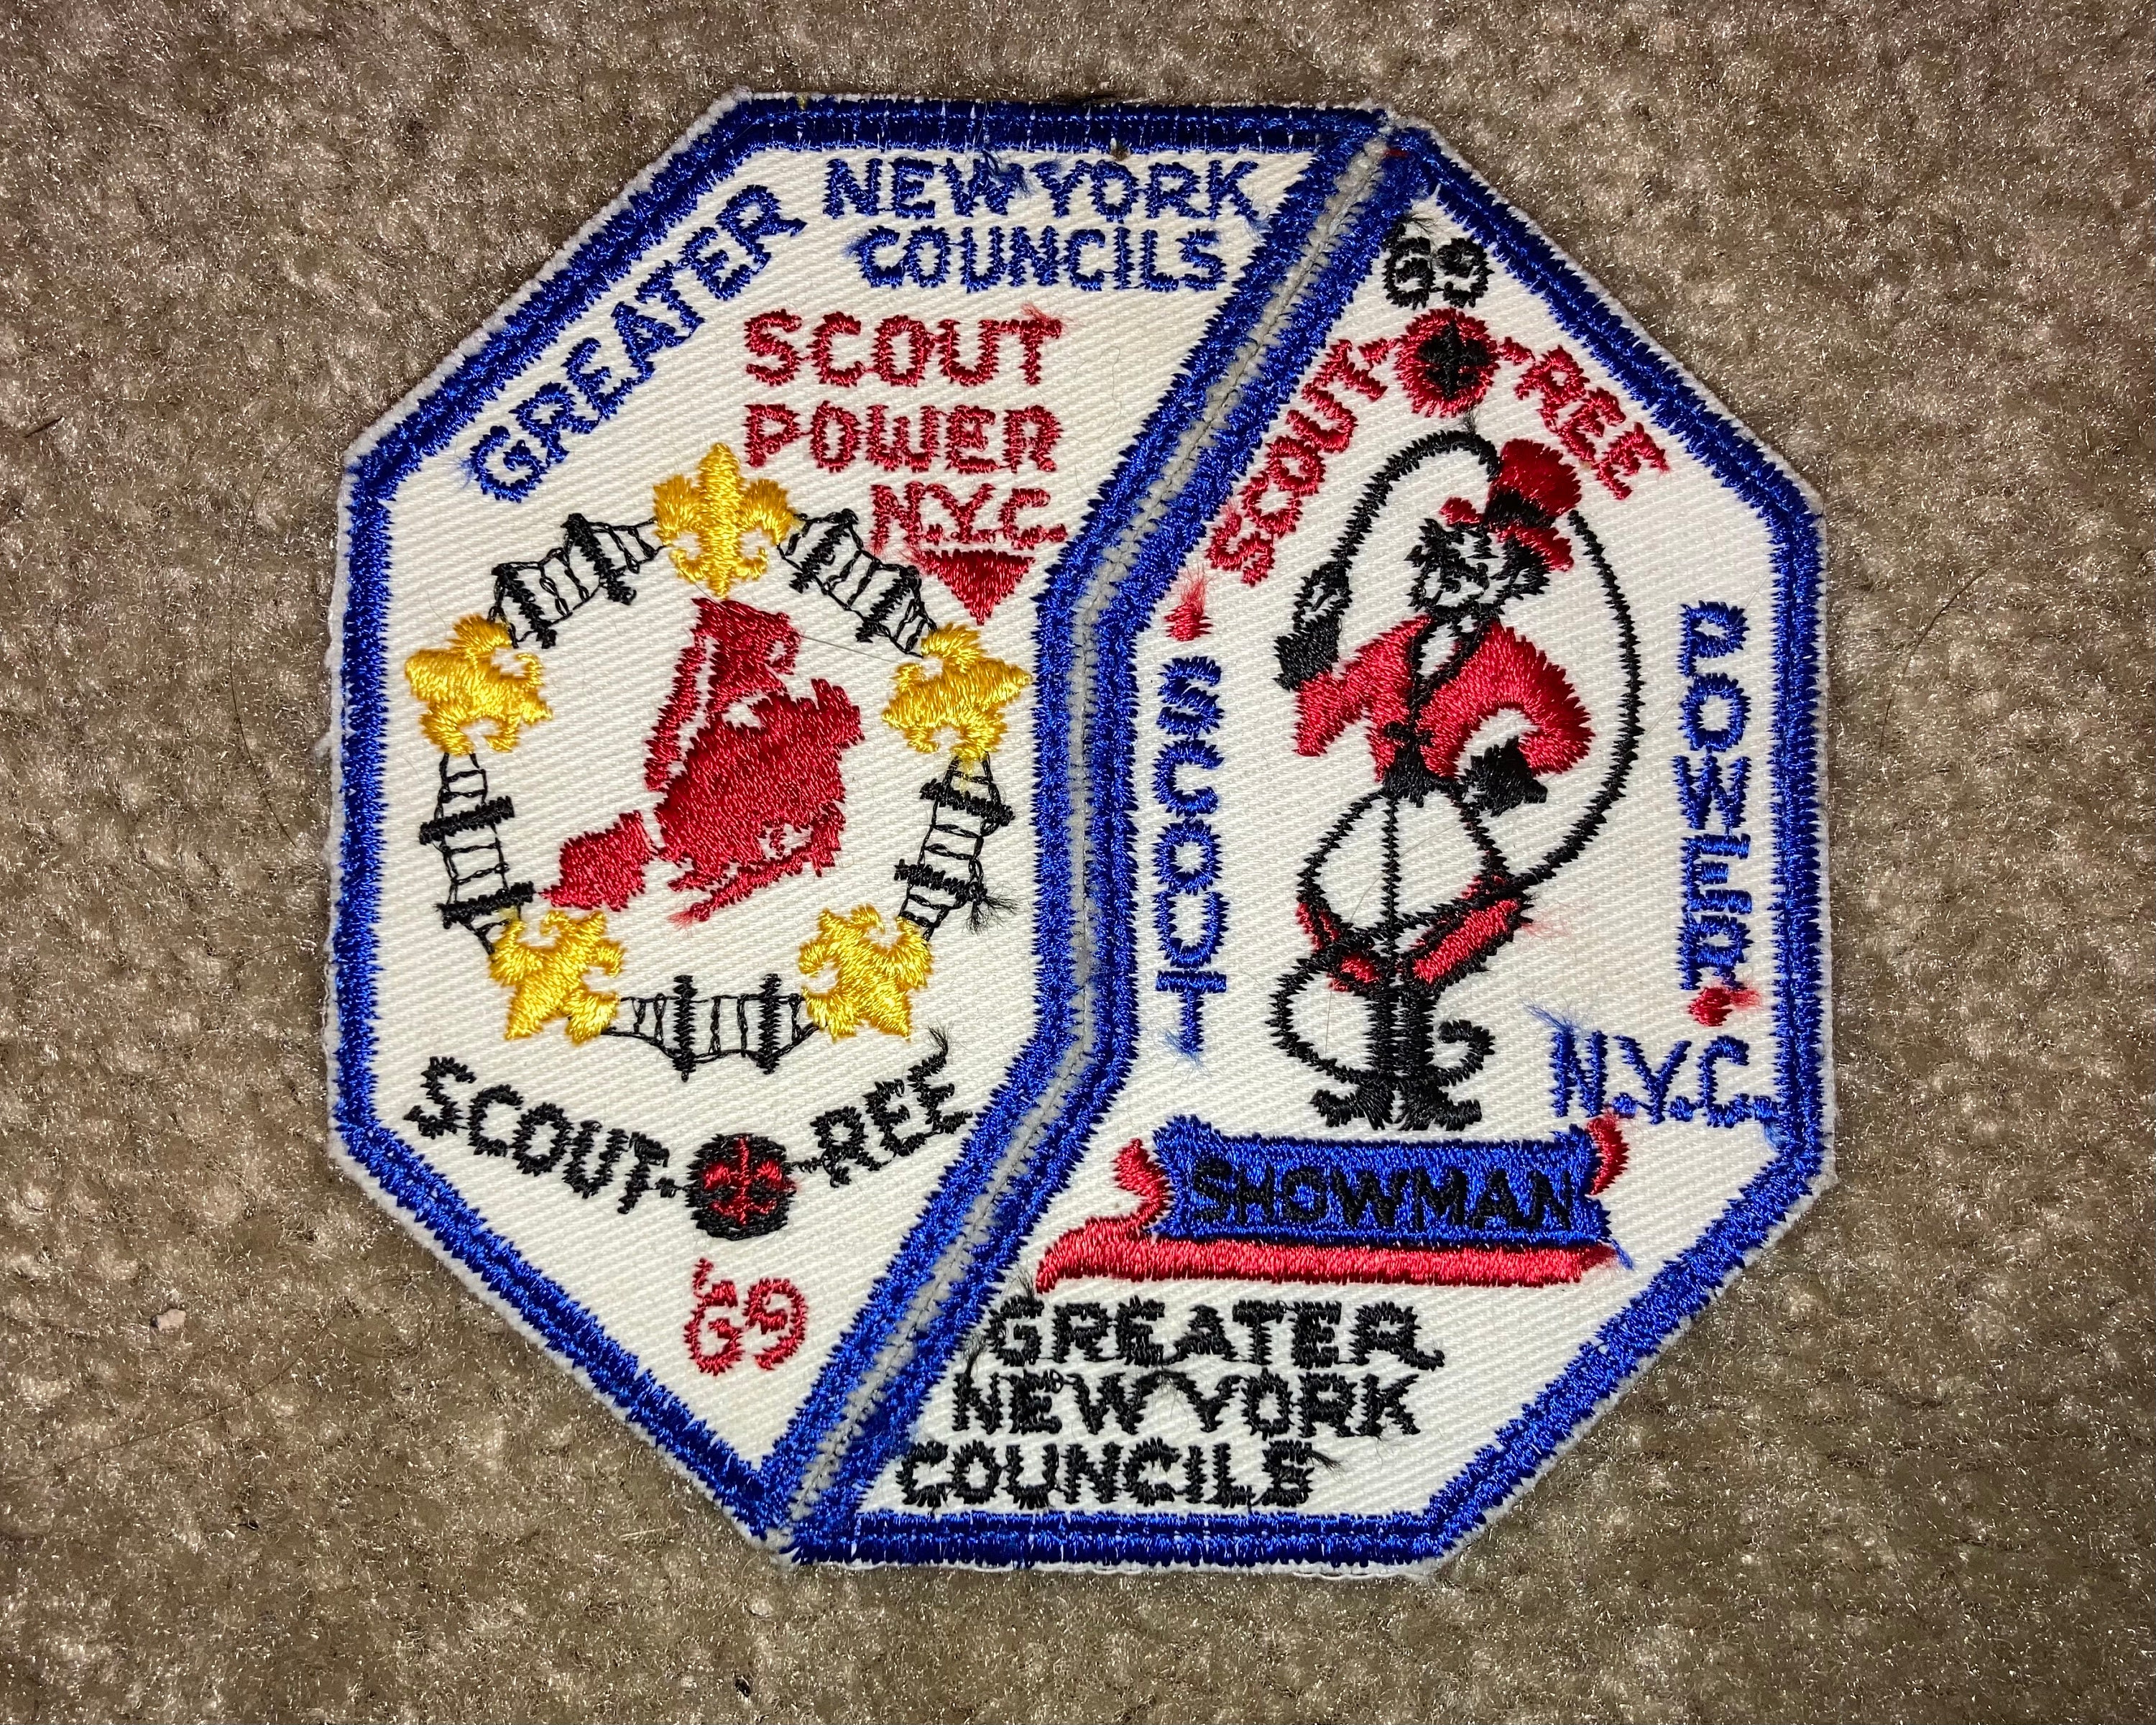 GREATER
NEW YORK
COUNCILS
SCOUT
POWER
N.Y.C.
SCOUT-O-REE
'69
'69
SCOUT-O-REE
SCOUT
POWER
N.Y.C.
SHOWMAN
GREATER
NEW YORK
COUNCILS